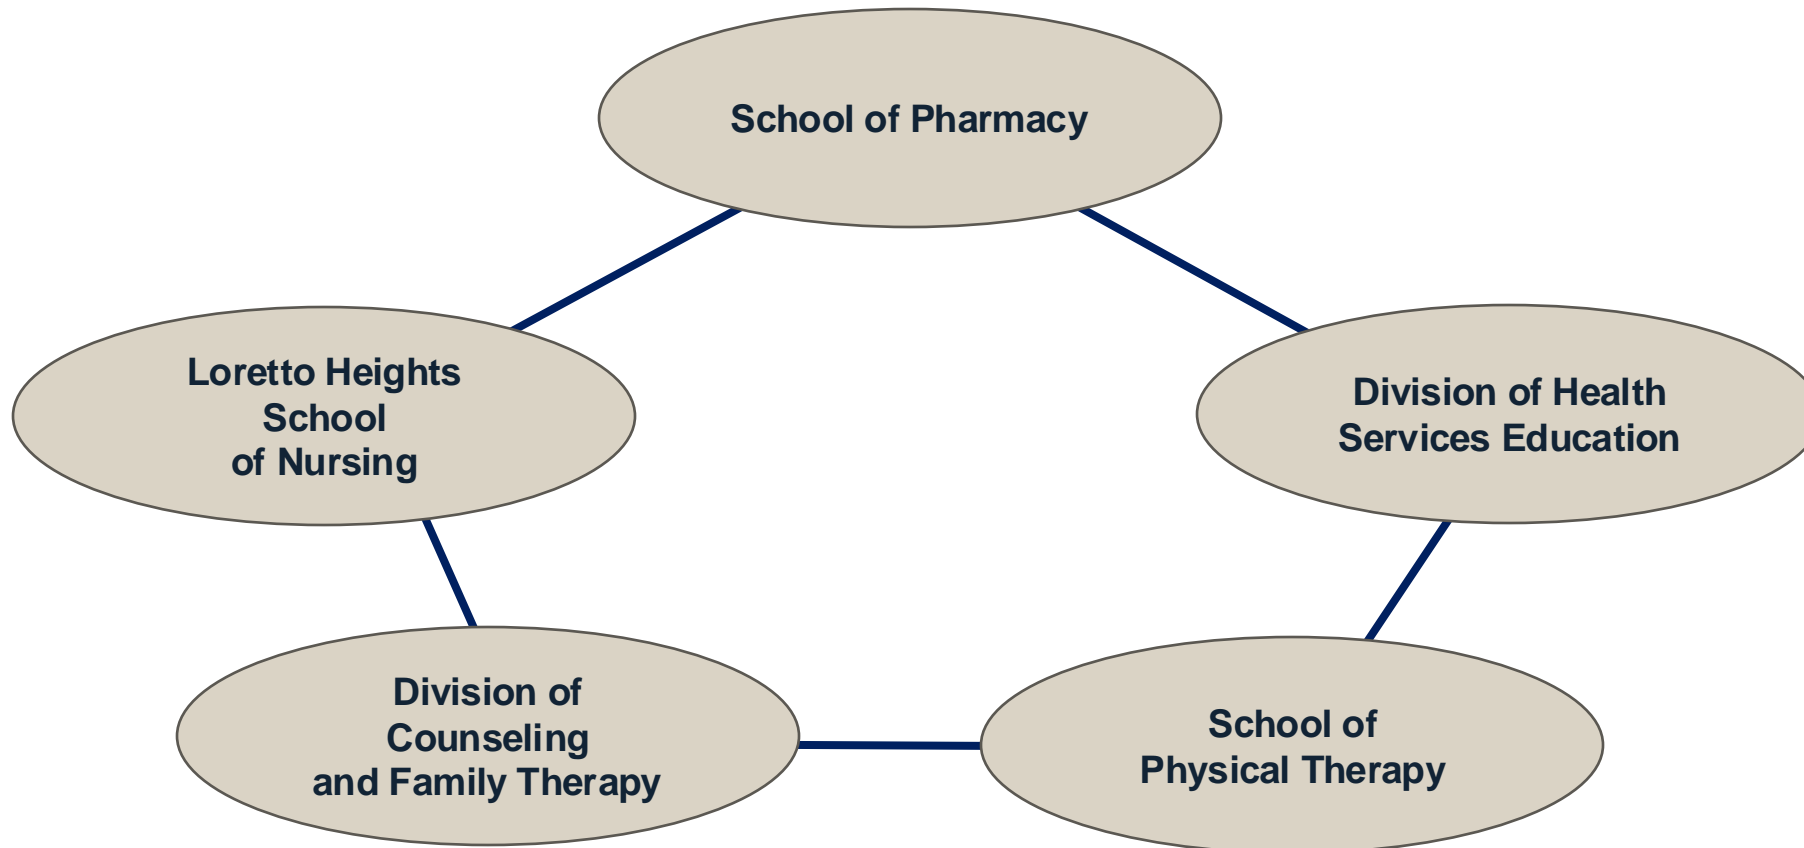 School of Pharmacy
Loretto Heights
School
of Nursing
Division of Health
Services Education
Division of
Counseling
and Family Therapy
School of
Physical Therapy